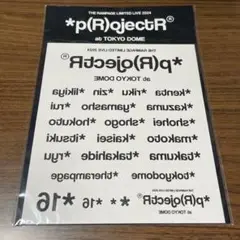 THE RAMPAGE LIMITED LIVE 2024
*p(R)ojectR®
at TOKYO DOME
THE RAMPAGE LIMITED LIVE 2024
*p(R)ojectR®
at TOKYO DOME
*likiya *riku *zin *kenta
*rui *yamasho *kazuma
*hokuto *shogo *shohei
*itsuki *kaisei *makoto
*ryu *takahide *takuma
*therampage *tokyodome
THE RAMPAGE LIMITED LIVE 2024
*p(R)ojectR®
at TOKYO DOME
*16 * * *16